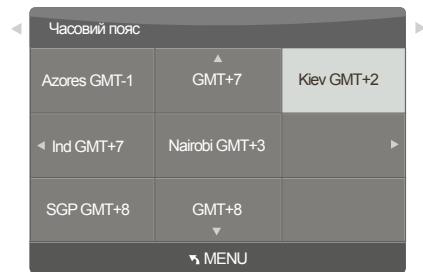 Часовий пояс
Azores GMT-1
GMT+7
Kiev GMT+2
Ind GMT+7
Nairobi GMT+3
SGP GMT+8
GMT+8
MENU